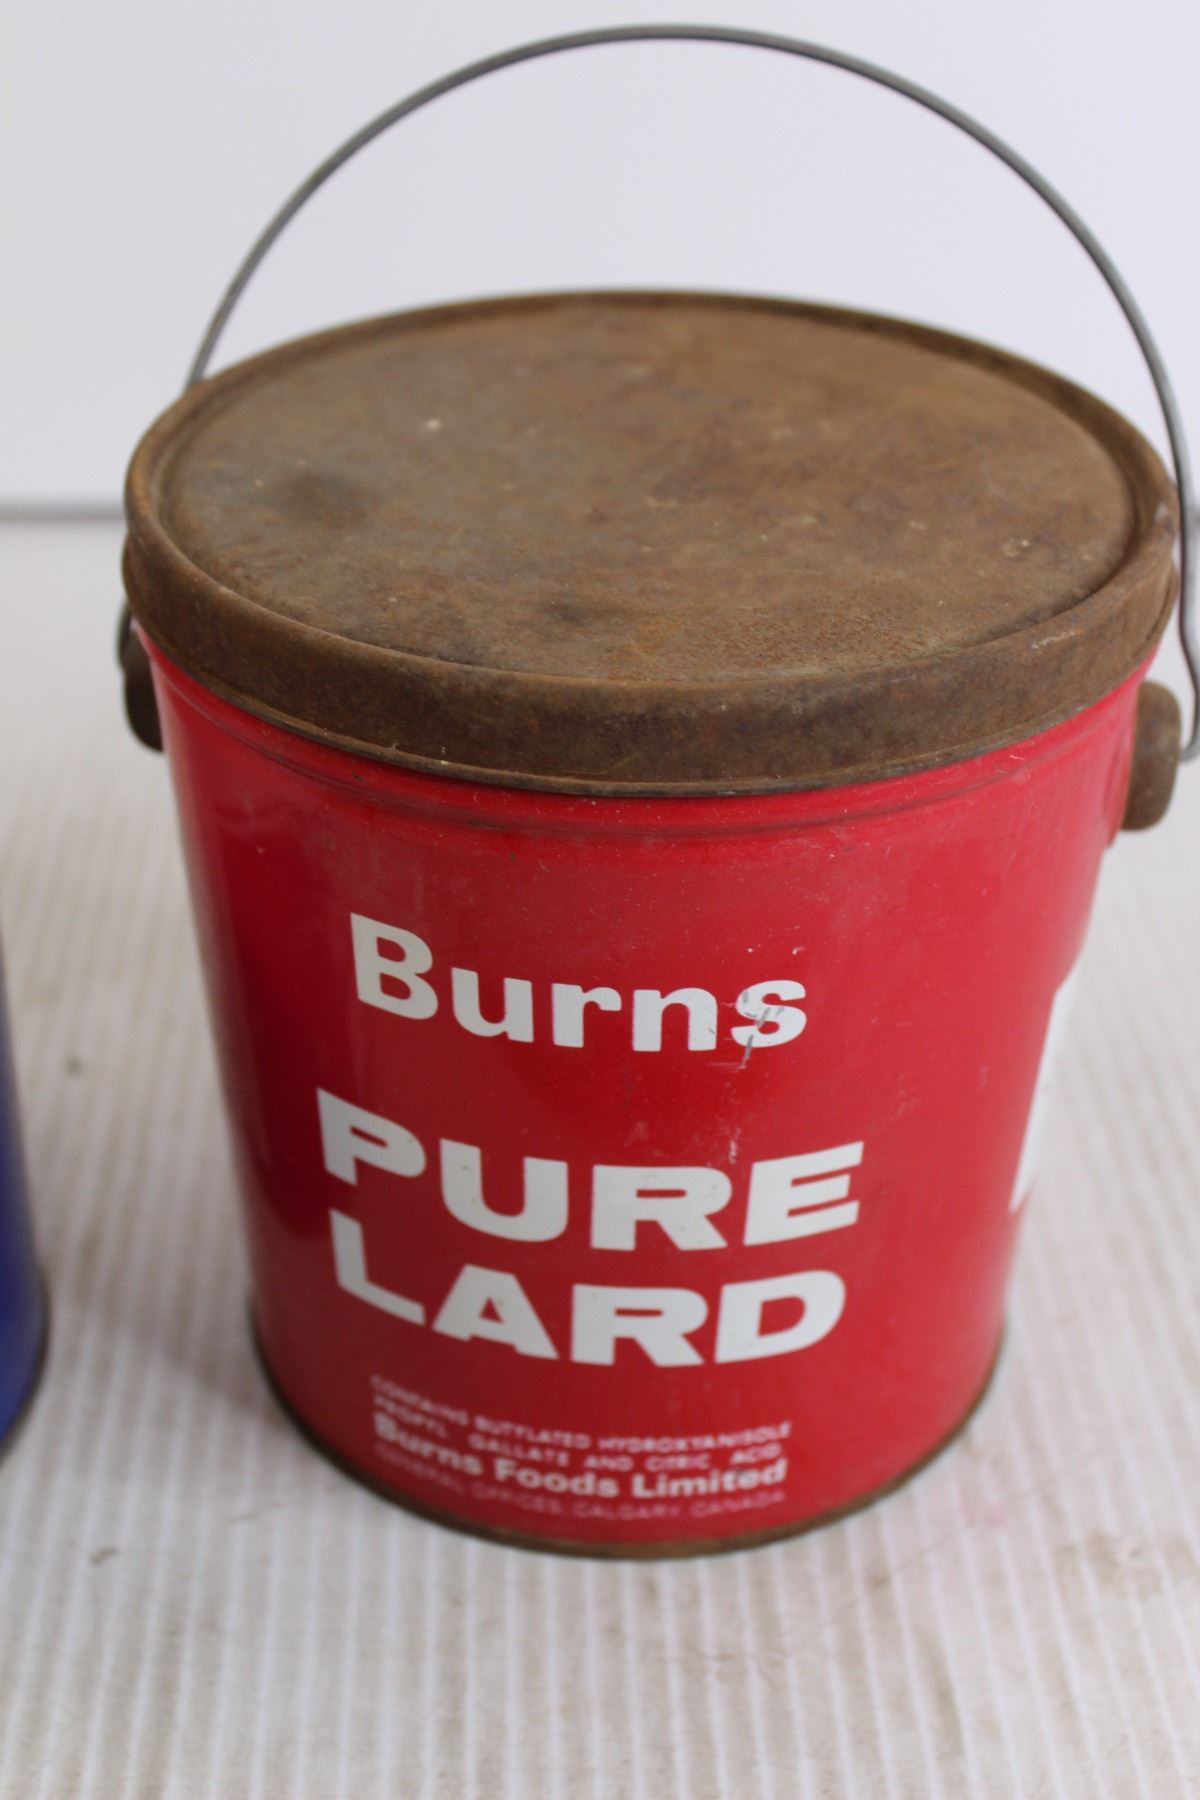 Burns
PURE
LARD
CONTAINS BUTYLATED HYDROXYANISOLE
PROPYL GALLATE AND CITRIC ACID
Burns Foods Limited
GENERAL OFFICES, CALGARY, CANADA